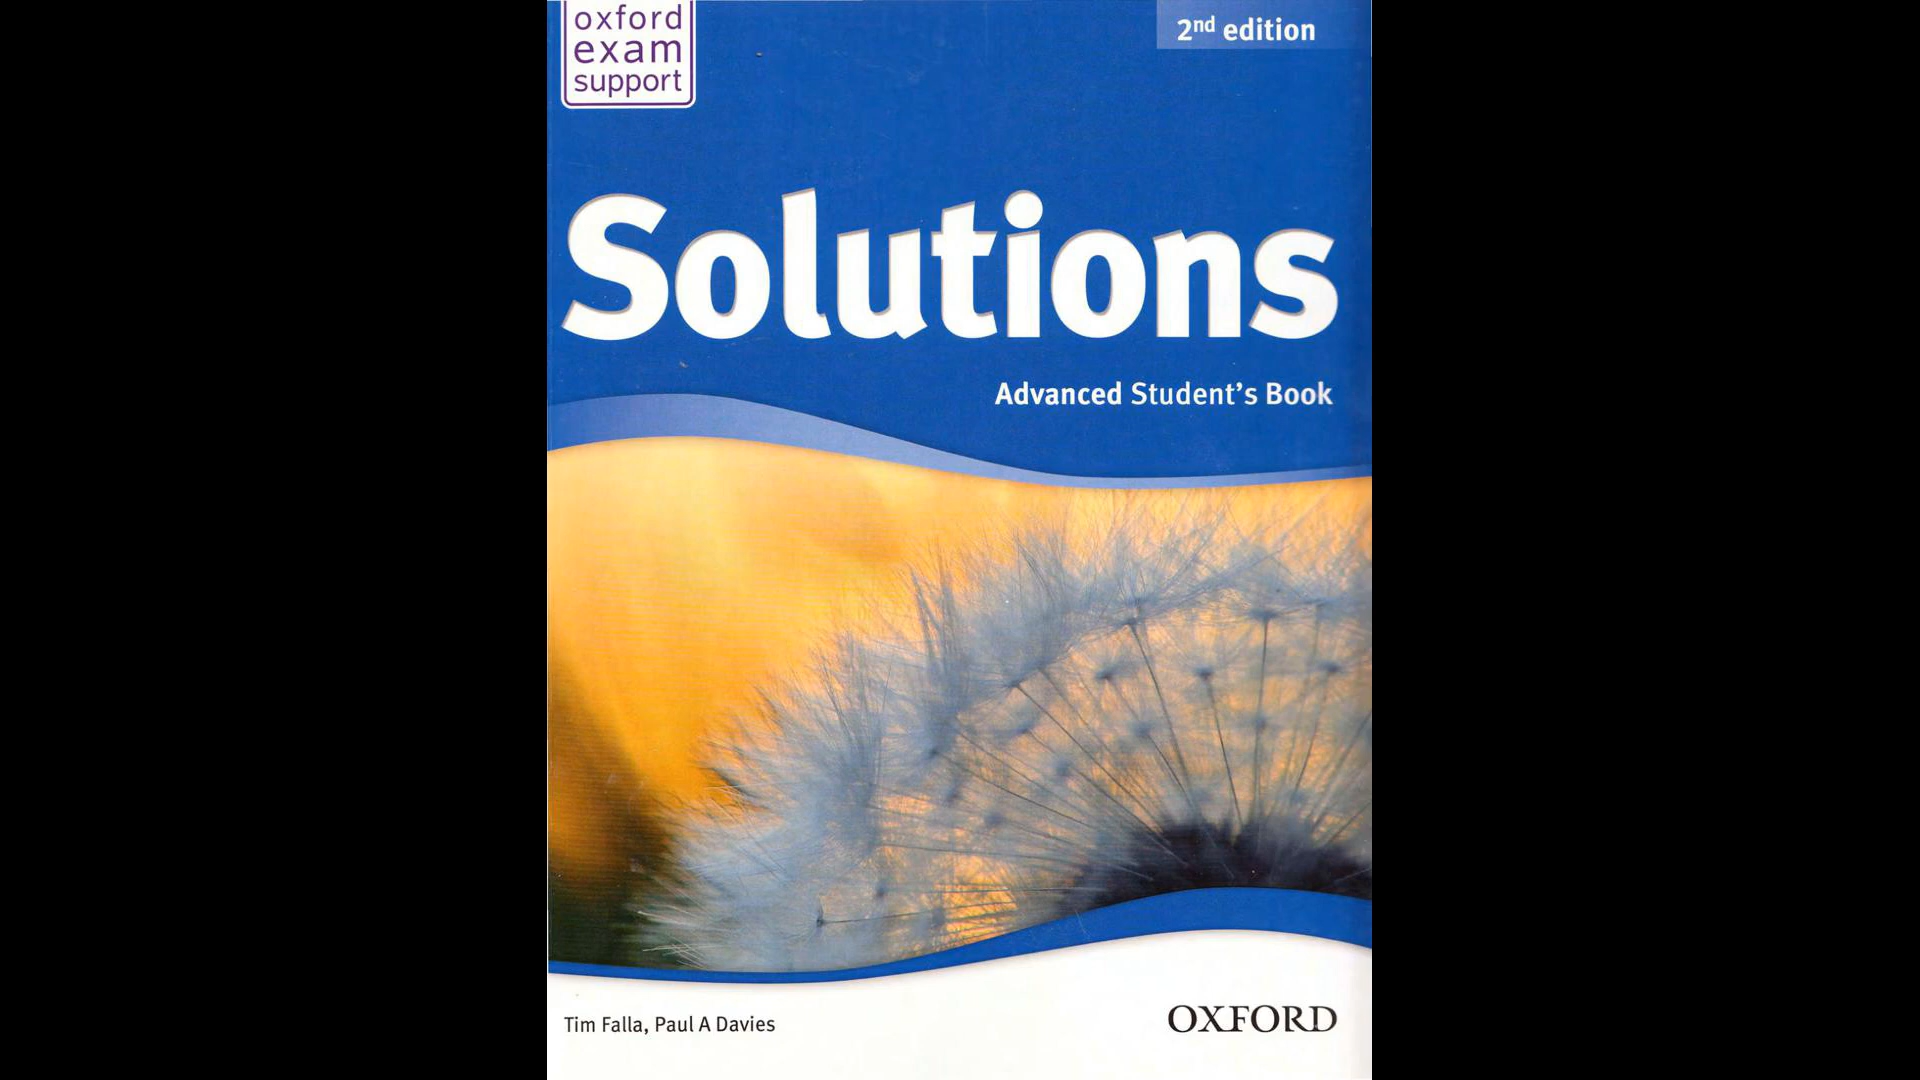 oxford
exam
support
2nd edition
Solutions
Advanced Student's Book
Tim Falla, Paul A Davies
OXFORD